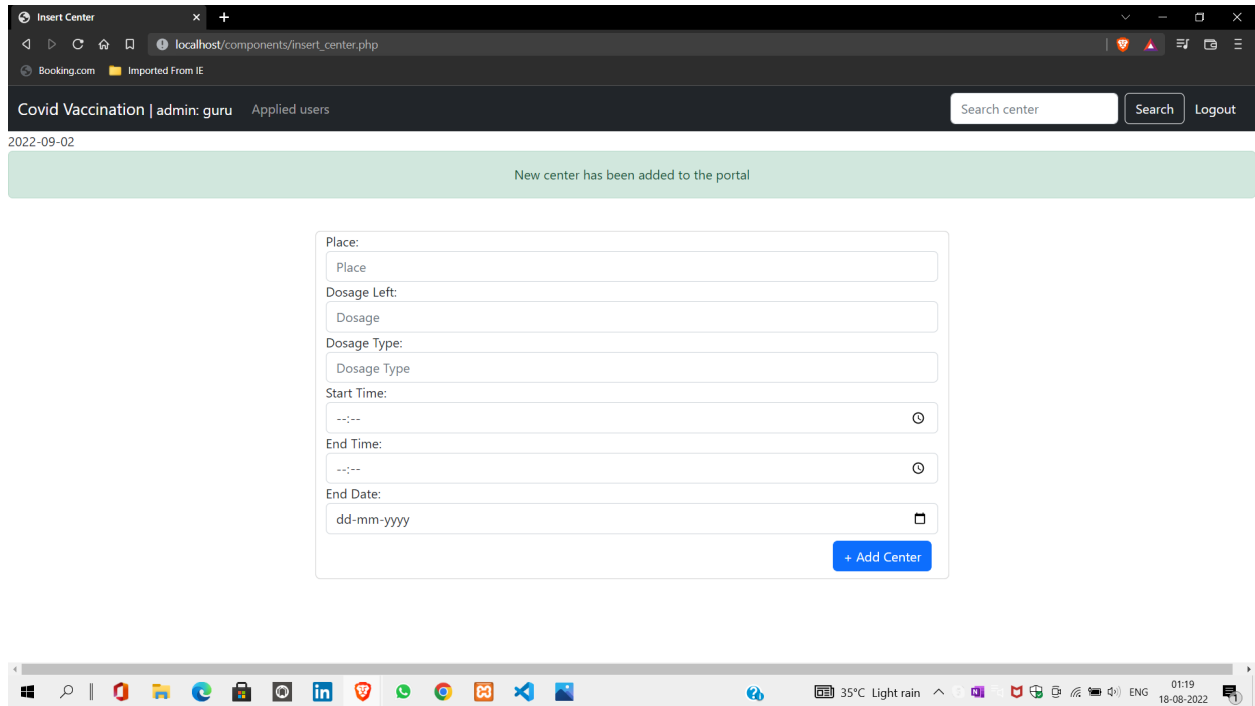 Insert Center
localhost/components/insert_center.php
Booking.com Imported From IE
Covid Vaccination | admin: guru Applied users Search center Search Logout
2022-09-02
New center has been added to the portal
Place:
Place
Dosage Left:
Dosage
Dosage Type:
Dosage Type
Start Time:
--:--
End Time:
--:--
End Date:
dd-mm-yyyy
+ Add Center
35°C Light rain ENG 01:19
18-08-2022
1